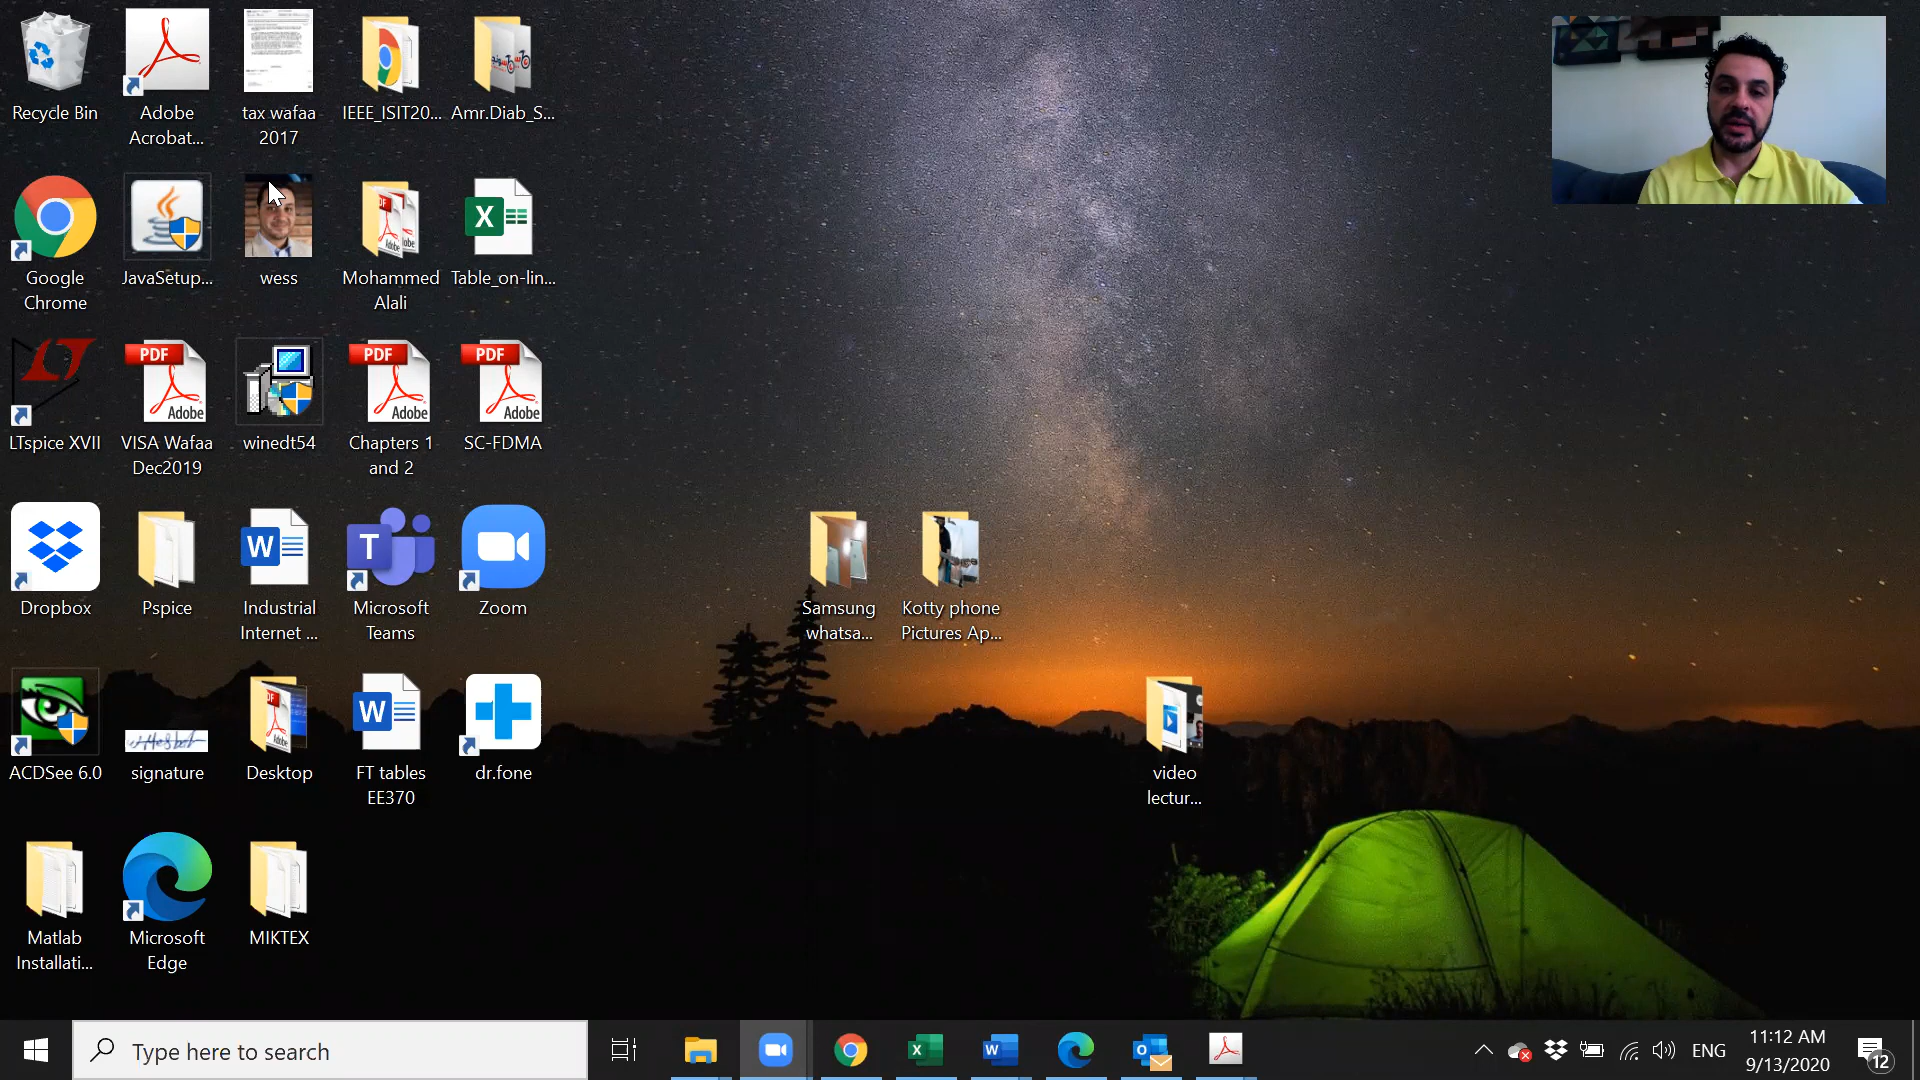 Recycle Bin
Adobe
Acrobat...
tax wafaa
2017
IEEE_ISIT20...
Amr.Diab_S...
Google
Chrome
JavaSetup...
wess
Mohammed
Alali
Table_on-lin...
LTspice XVII
PDF
Adobe
VISA Wafaa
Dec2019
winedt54
PDF
Adobe
Chapters 1
and 2
PDF
Adobe
SC-FDMA
Dropbox
Pspice
Industrial
Internet ...
Microsoft
Teams
Zoom
Samsung
whatsa...
Kotty phone
Pictures Ap...
ACDSee 6.0
signature
Desktop
FT tables
EE370
dr.fone
video
lectur...
Matlab
Installati...
Microsoft
Edge
MIKTEX
Type here to search
ENG
11:12 AM
9/13/2020
12